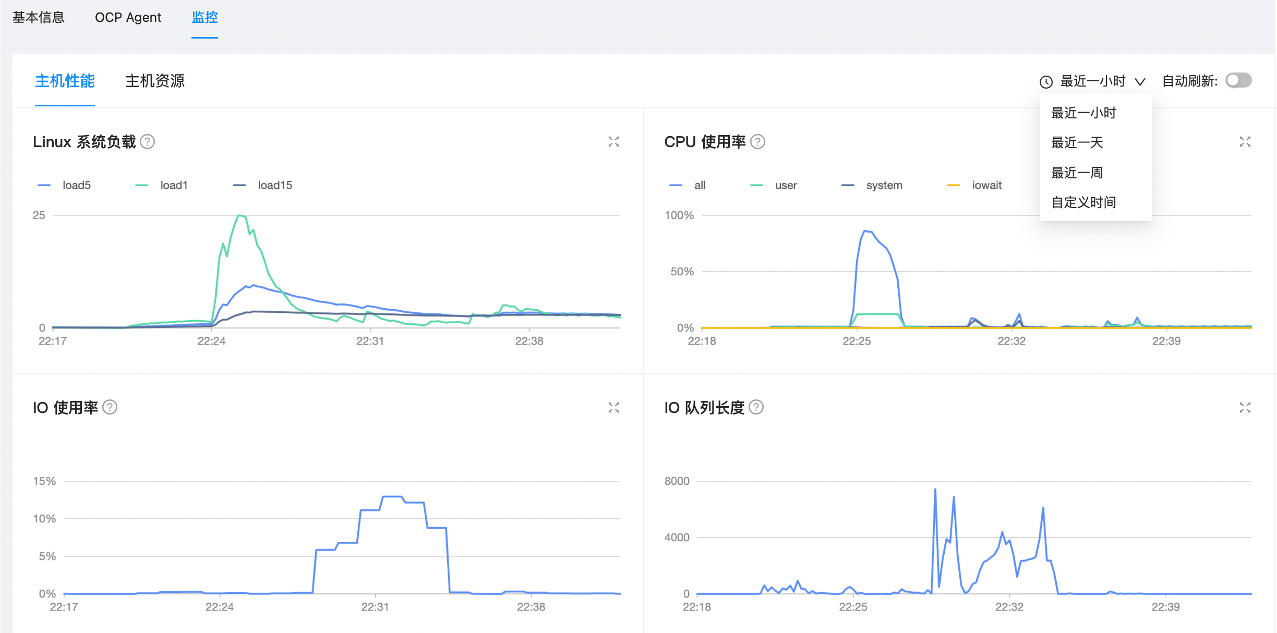 基本信息 OCP Agent 监控
主机性能 主机资源 最近一小时 自动刷新:
最近一小时
最近一天
最近一周
自定义时间
Linux 系统负载 ?
load5 load1 load15
25
0
22:17 22:24 22:31 22:38
CPU 使用率 ?
all user system iowait
100%
50%
0%
22:18 22:25 22:32 22:39
IO 使用率 ?
15%
10%
5%
0%
22:17 22:24 22:31 22:38
IO 队列长度 ?
8000
4000
0
22:18 22:25 22:32 22:39